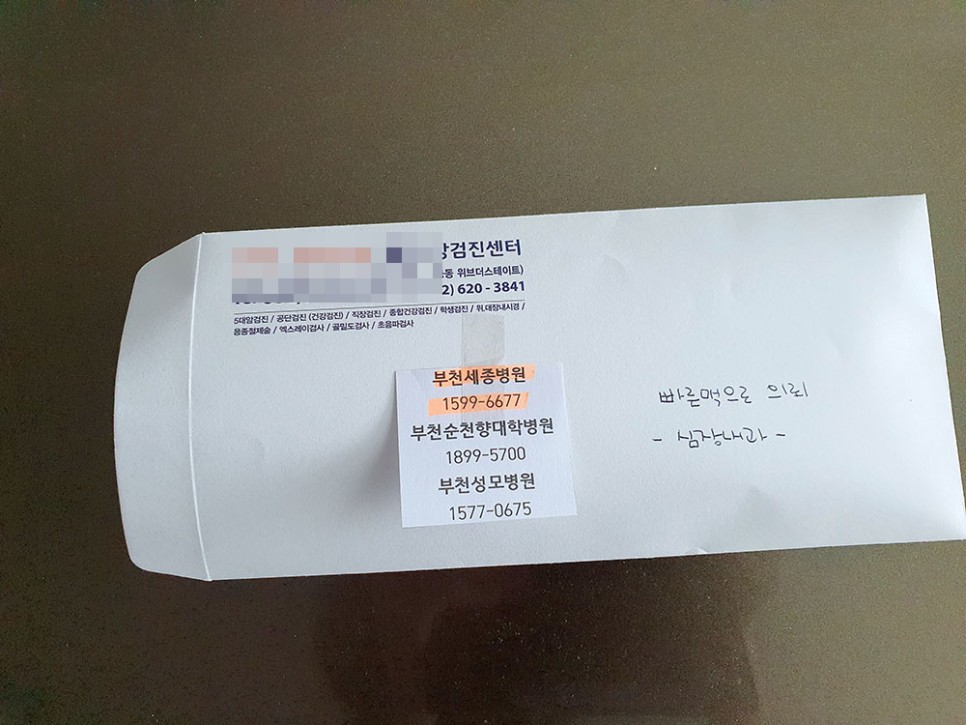 검진센터
동 위브더스테이트)
2) 620 - 3841
5대암검진 / 공단검진 (건강검진) / 직장검진 / 종합건강검진 / 학생검진 / 위,대장내시경 /
용종절제술 / 엑스레이검사 / 골밀도검사 / 초음파검사
부천세종병원
1599-6677
부천순천향대학병원
1899-5700
부천성모병원
1577-0675
빠른맥으로 의뢰
- 심장내과 -